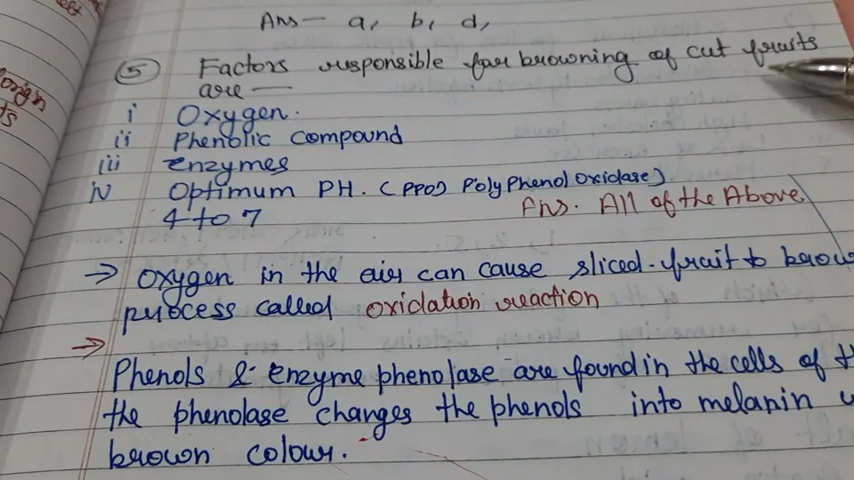 Ans - a, b, d,
⑤ Factors responsible for browning of cut fruits
are —
i Oxygen.
ii Phenolic compound
iii Enzymes
iv Optimum PH. (PPO) PolyPhenol Oxidase)
4 to 7 Ans. All of the Above
→ Oxygen in the air can cause sliced-fruit to brow
process called oxidation reaction
→
Phenols & enzyme phenolase are found in the cells of
the phenolase changes the phenols into melanin
brown colour.